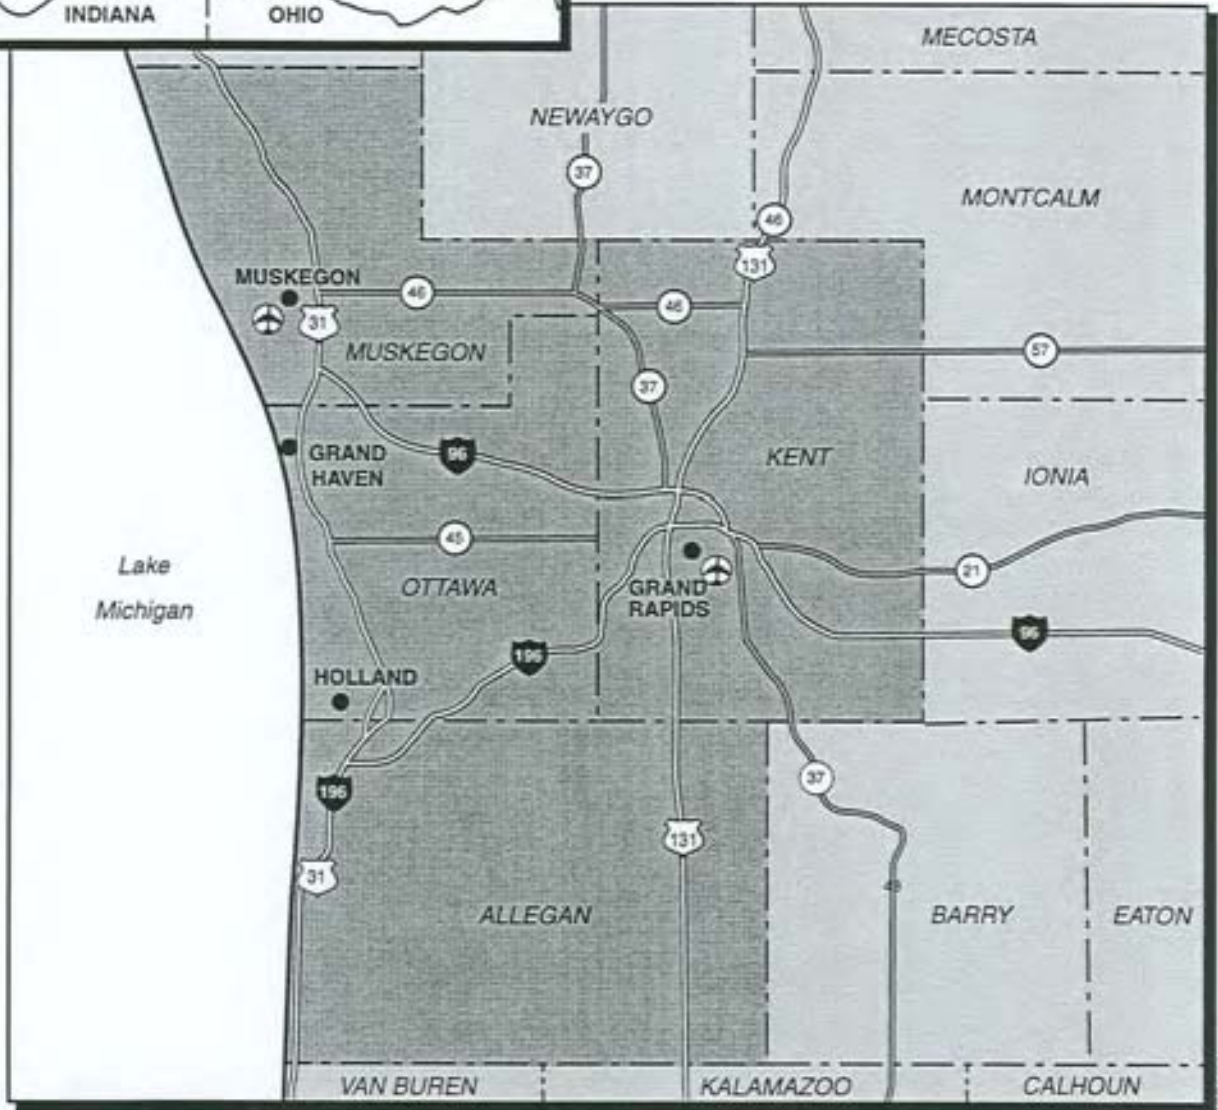 INDIANA
OHIO
MECOSTA
NEWAYGO
37
MONTCALM
46
131
MUSKEGON
46
46
31
MUSKEGON
57
37
GRAND
HAVEN
96
KENT
IONIA
45
Lake
Michigan
OTTAWA
GRAND
RAPIDS
21
96
196
HOLLAND
196
37
131
31
ALLEGAN
BARRY
EATON
VAN BUREN
KALAMAZOO
CALHOUN